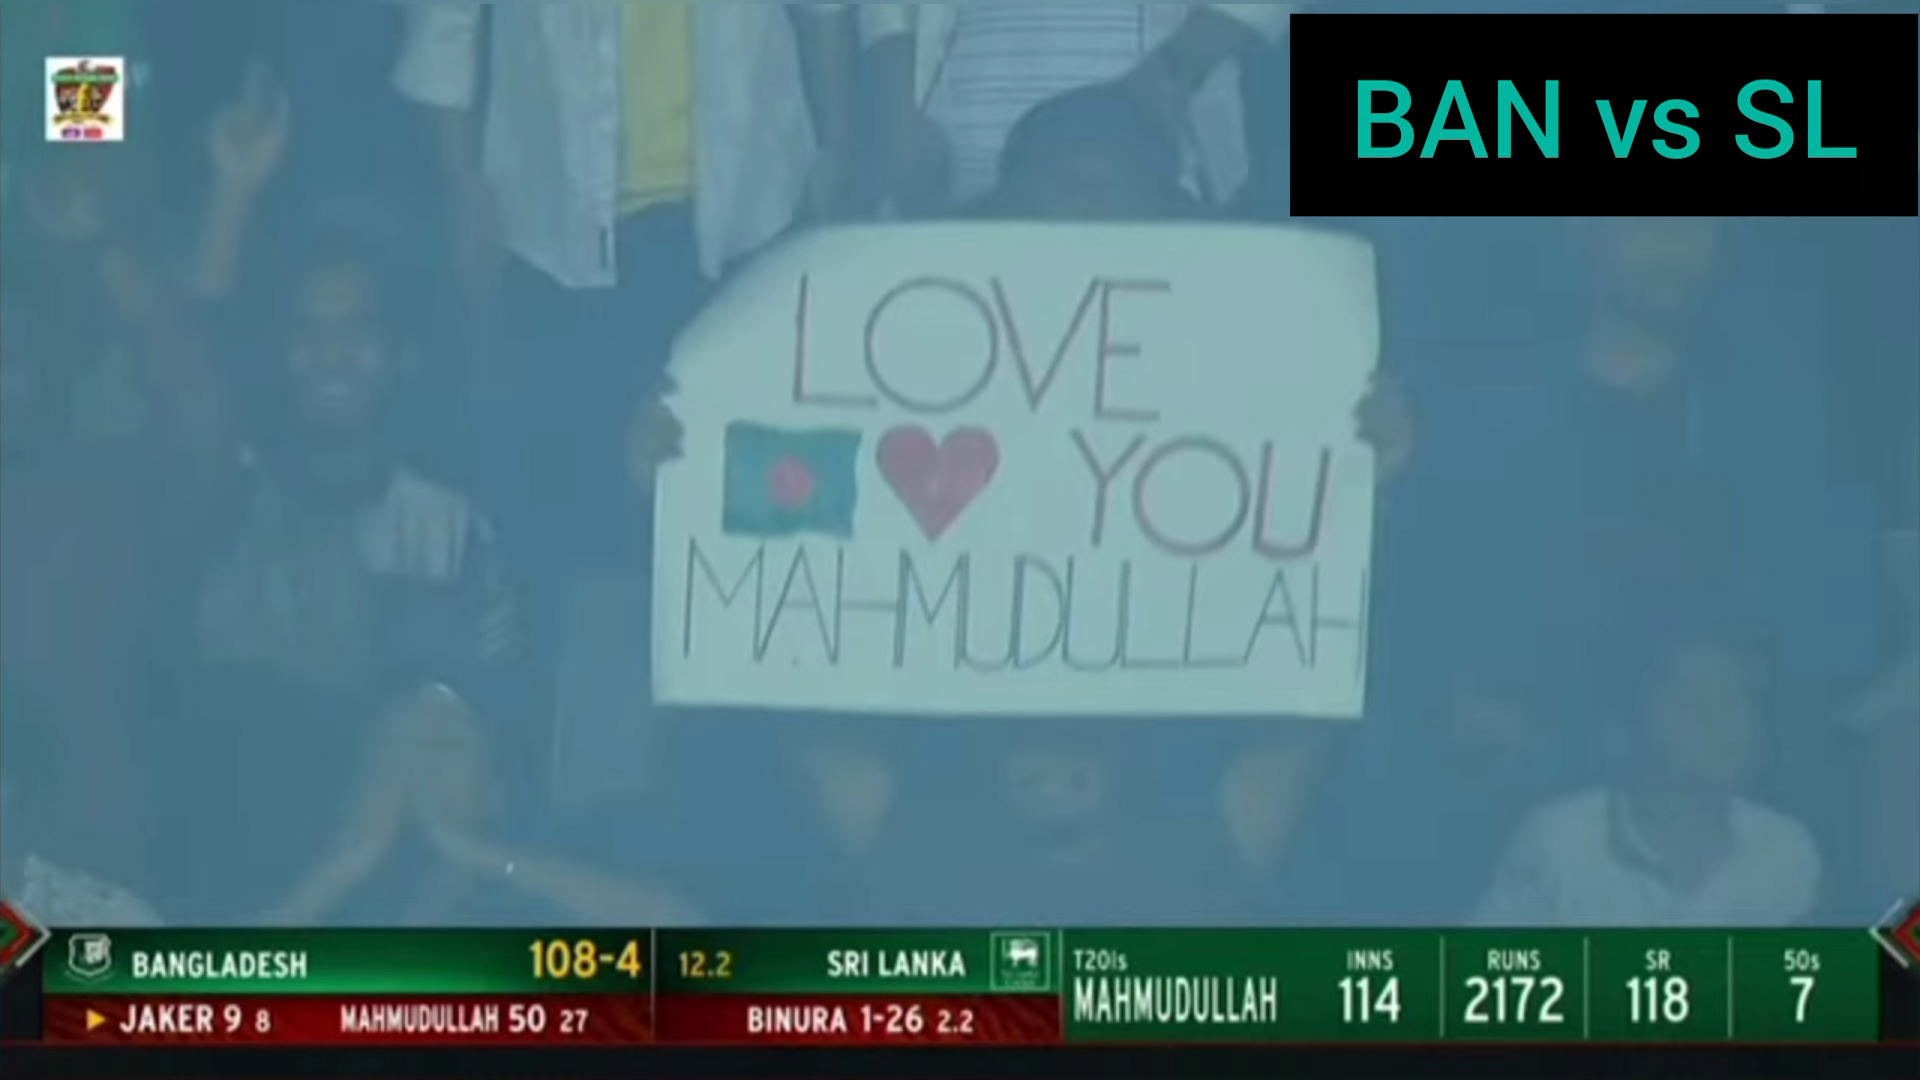 BAN vs SL
LOVE
YOU
MAHMUDULLAH
BANGLADESH 108-4 12.2 SRI LANKA
JAKER 9 8 MAHMUDULLAH 50 27 BINURA 1-26 2.2
T20Is INNS RUNS SR 50s
MAHMUDULLAH 114 2172 118 7